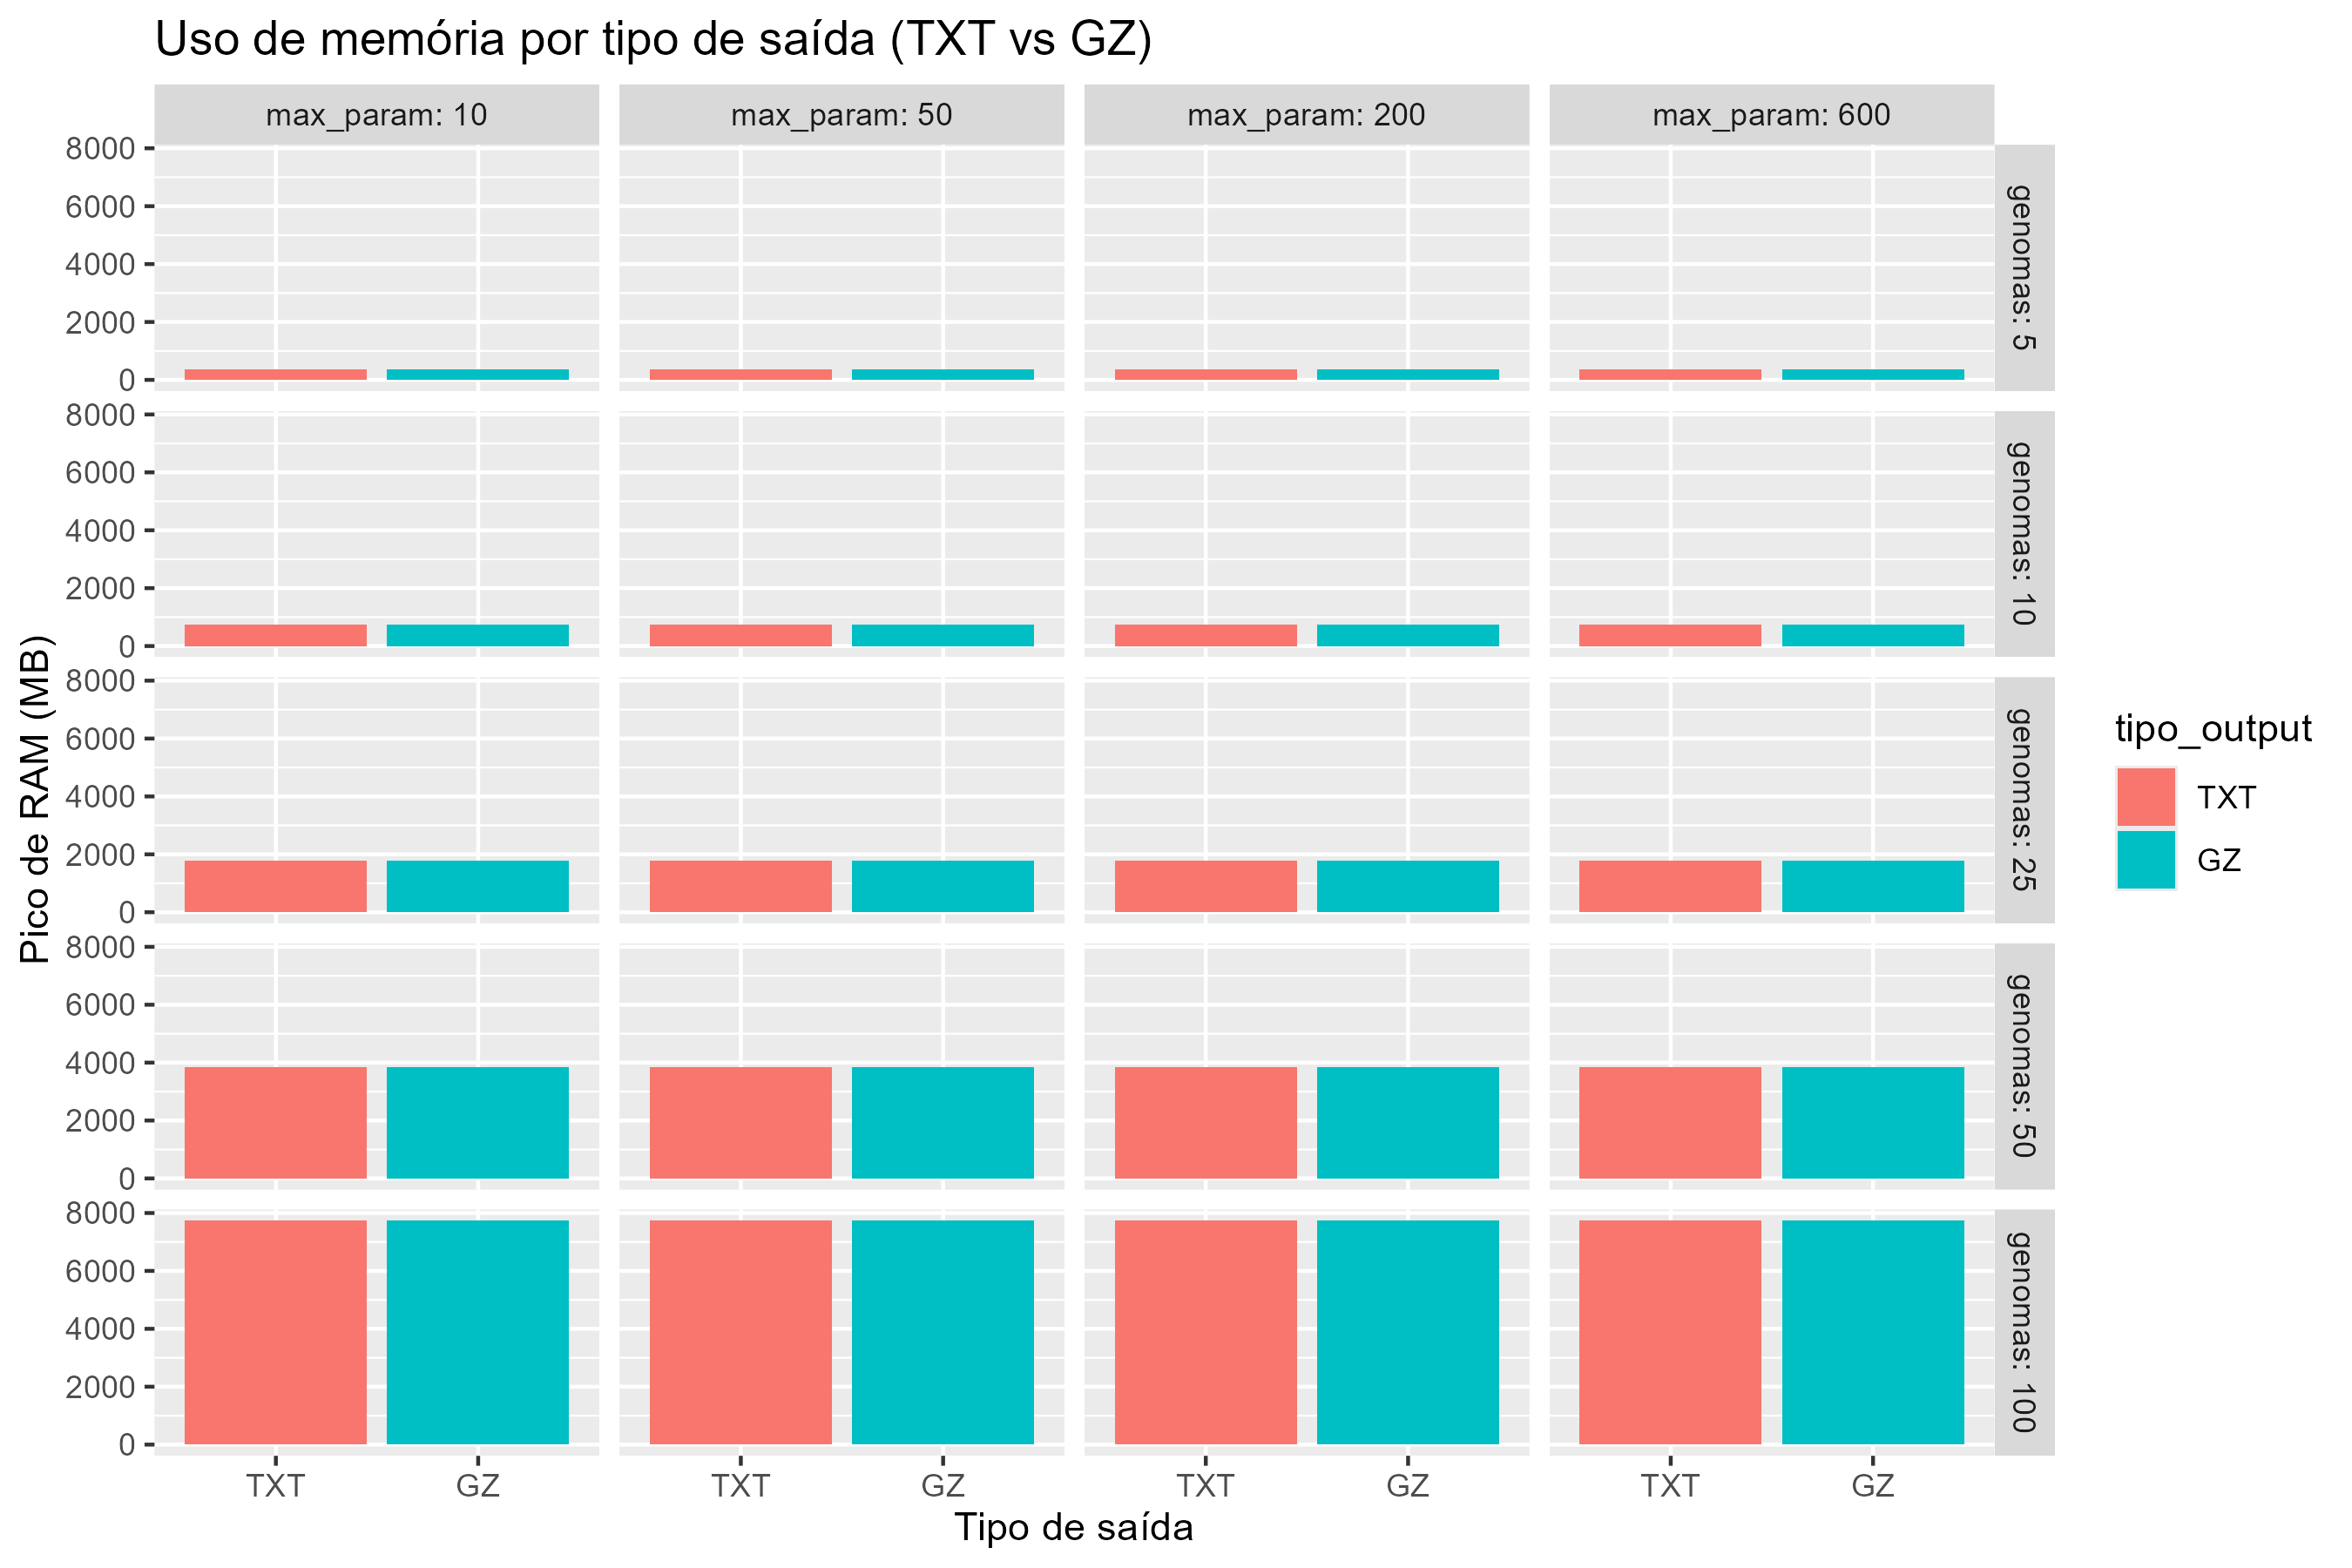 Uso de memória por tipo de saída (TXT vs GZ)
max_param: 10
max_param: 50
max_param: 200
max_param: 600
8000
6000
4000
2000
0
genomas: 5
8000
6000
4000
2000
0
genomas: 10
8000
6000
4000
2000
0
genomas: 25
8000
6000
4000
2000
0
genomas: 50
8000
6000
4000
2000
0
genomas: 100
Pico de RAM (MB)
TXT
GZ
TXT
GZ
TXT
GZ
TXT
GZ
Tipo de saída
tipo_output
TXT
GZ